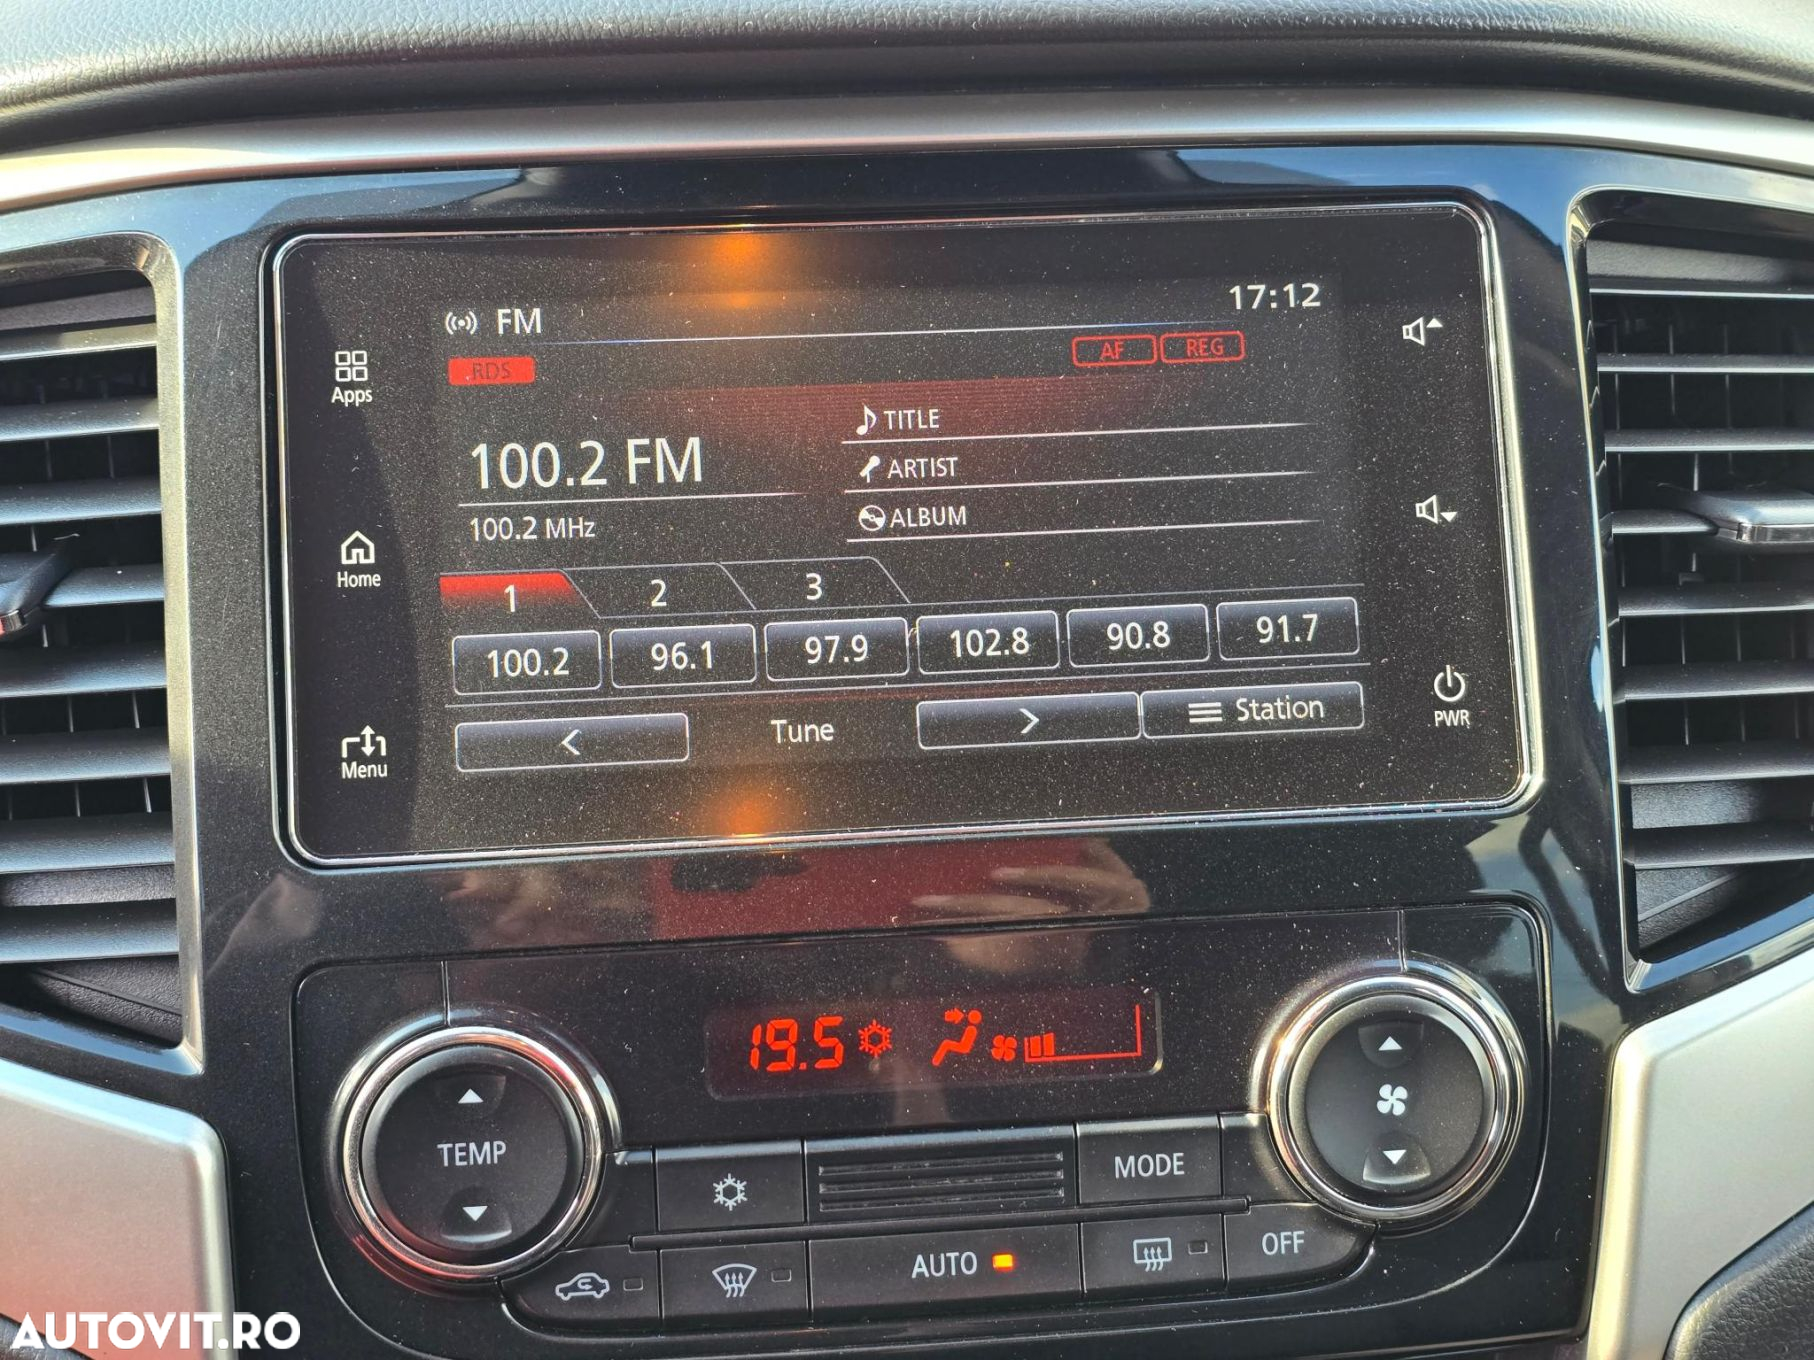 FM
17:12
RDS
AF REG
Apps
TITLE
100.2 FM
ARTIST
100.2 MHz
ALBUM
Home
1 2 3
100.2 96.1 97.9 102.8 90.8 91.7
< Tune > Station
PWR
Menu
19.5
TEMP
MODE
AUTO
OFF
AUTOVIT.RO